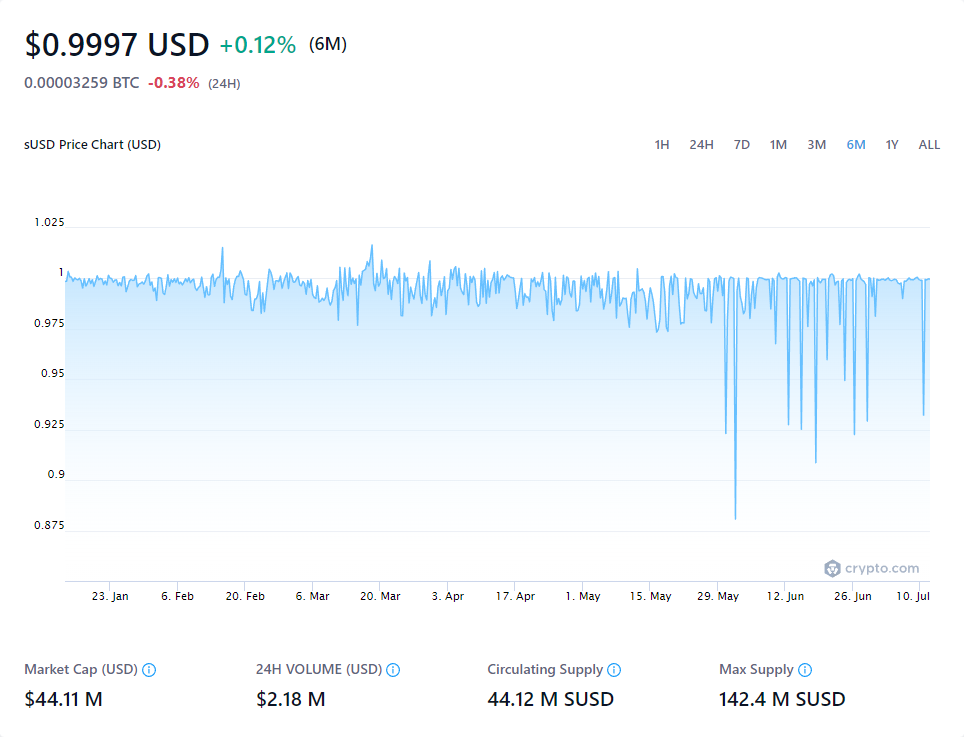 $0.9997 USD +0.12% (6M)
0.00003259 BTC -0.38% (24H)
sUSD Price Chart (USD)
1H 24H 7D 1M 3M 6M 1Y ALL
1.025
1
0.975
0.95
0.925
0.9
0.875
crypto.com
23. Jan 6. Feb 20. Feb 6. Mar 20. Mar 3. Apr 17. Apr 1. May 15. May 29. May 12. Jun 26. Jun 10. Jul
Market Cap (USD) 24H VOLUME (USD) Circulating Supply Max Supply
$44.11 M $2.18 M 44.12 M SUSD 142.4 M SUSD